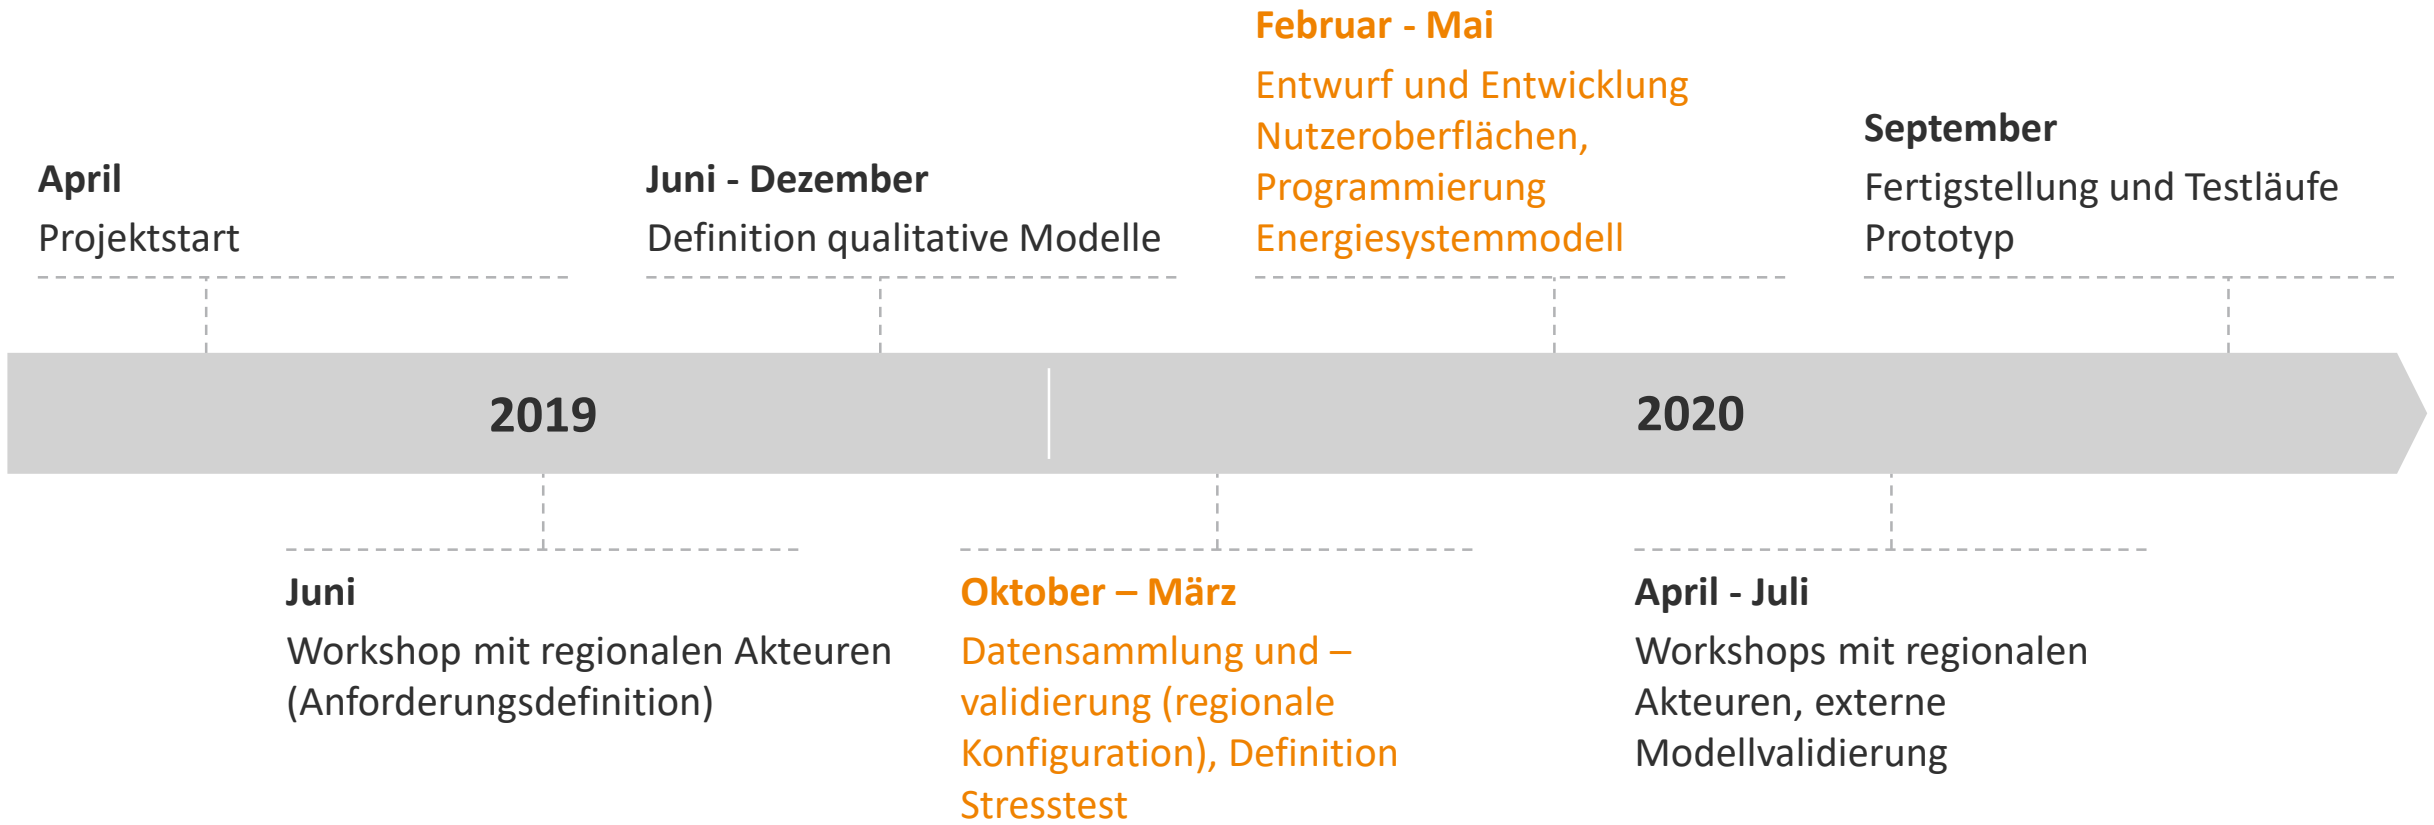 April
Projektstart
Juni - Dezember
Definition qualitative Modelle
Februar - Mai
Entwurf und Entwicklung
Nutzeroberflächen,
Programmierung
Energiesystemmodell
September
Fertigstellung und Testläufe
Prototyp
2019
2020
Juni
Workshop mit regionalen Akteuren
(Anforderungsdefinition)
Oktober – März
Datensammlung und –
validierung (regionale
Konfiguration), Definition
Stresstest
April - Juli
Workshops mit regionalen
Akteuren, externe
Modellvalidierung